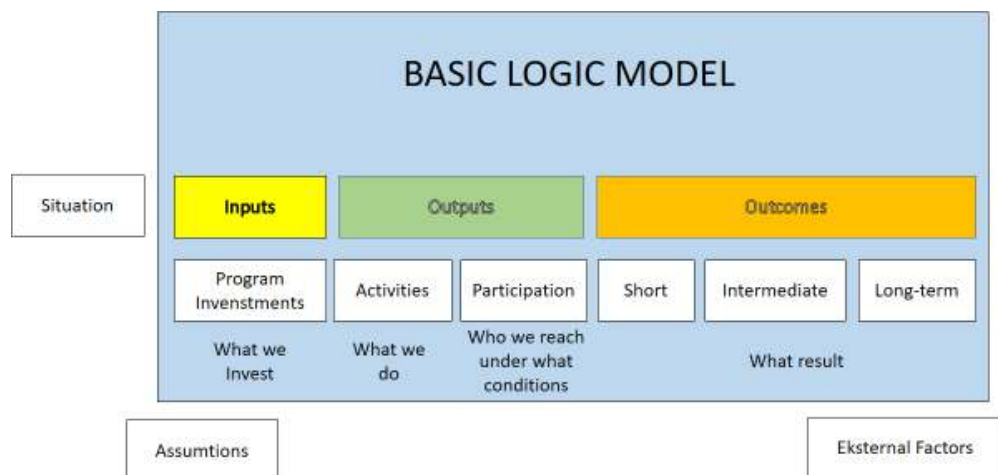 BASIC LOGIC MODEL
Situation
Inputs
Outputs
Outcomes
Program
Invenstments
Activities
Participation
Short
Intermediate
Long-term
What we
Invest
What we
do
Who we reach
under what
conditions
What result
Assumtions
Eksternal Factors